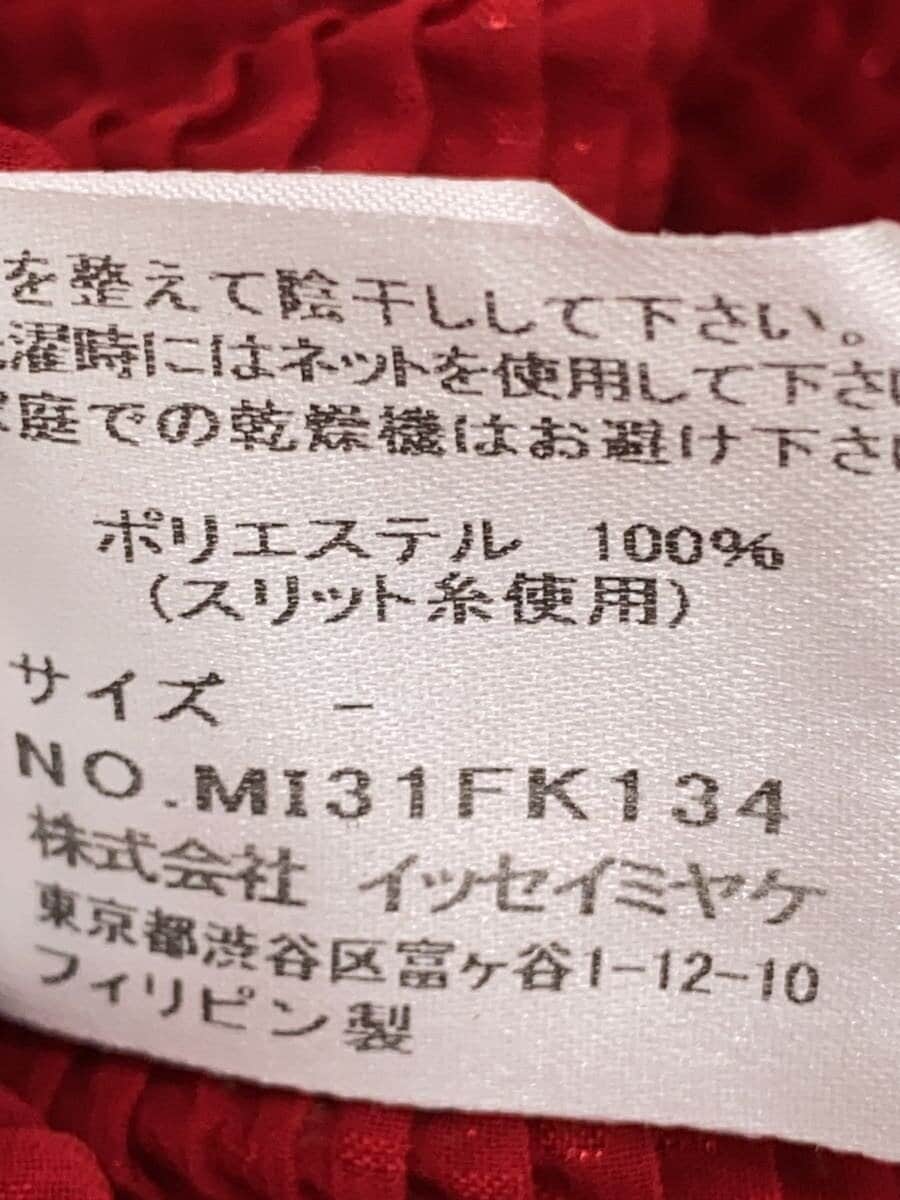 を整えて陰干しして下さい。
濯時にはネットを使用して下さい
庭での乾燥機はお避け下さい
ポリエステル 100%
(スリット糸使用)
サイズ -
NO.MI31FK134
株式会社 イッセイミヤケ
東京都渋谷区富ヶ谷1-12-10
フィリピン製